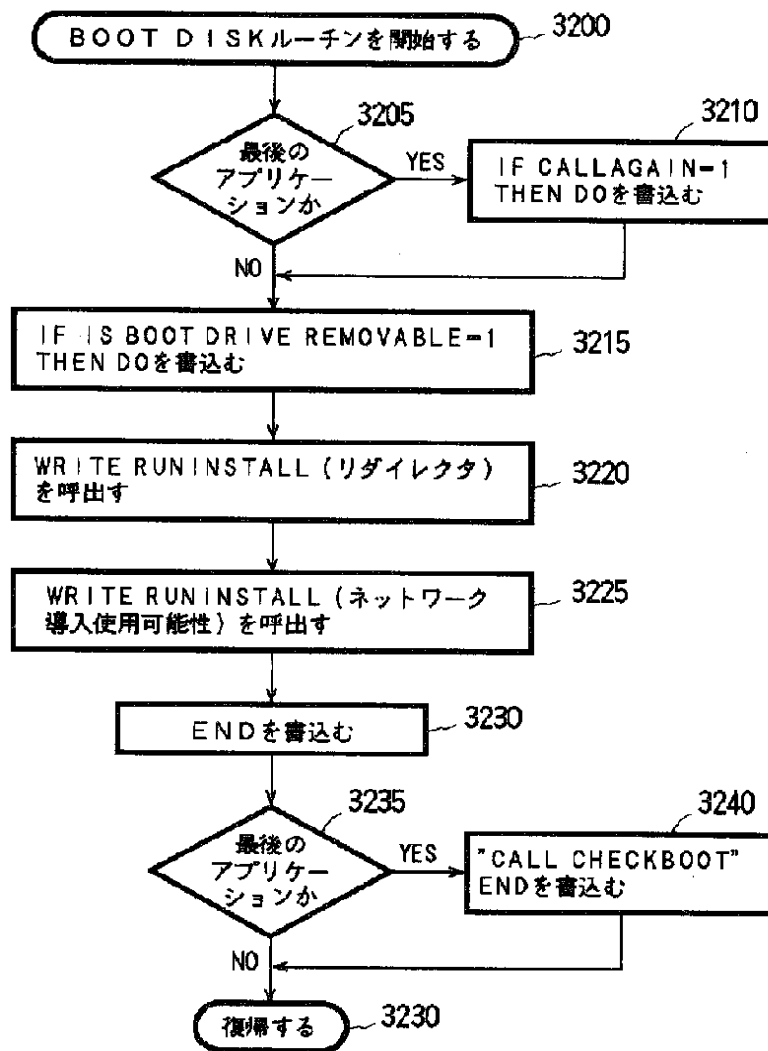 BOOT DISKルーチンを開始する
3200
3205
最後の
アプリケー
ションか
YES
3210
IF CALLAGAIN=1
THEN DOを書込む
NO
IF IS BOOT DRIVE REMOVABLE=1
THEN DOを書込む
3215
WRITE RUNINSTALL (リダイレクタ)
を呼出す
3220
WRITE RUNINSTALL (ネットワーク
導入使用可能性) を呼出す
3225
ENDを書込む
3230
3235
最後の
アプリケー
ションか
YES
3240
"CALL CHECKBOOT"
ENDを書込む
NO
復帰する
3230